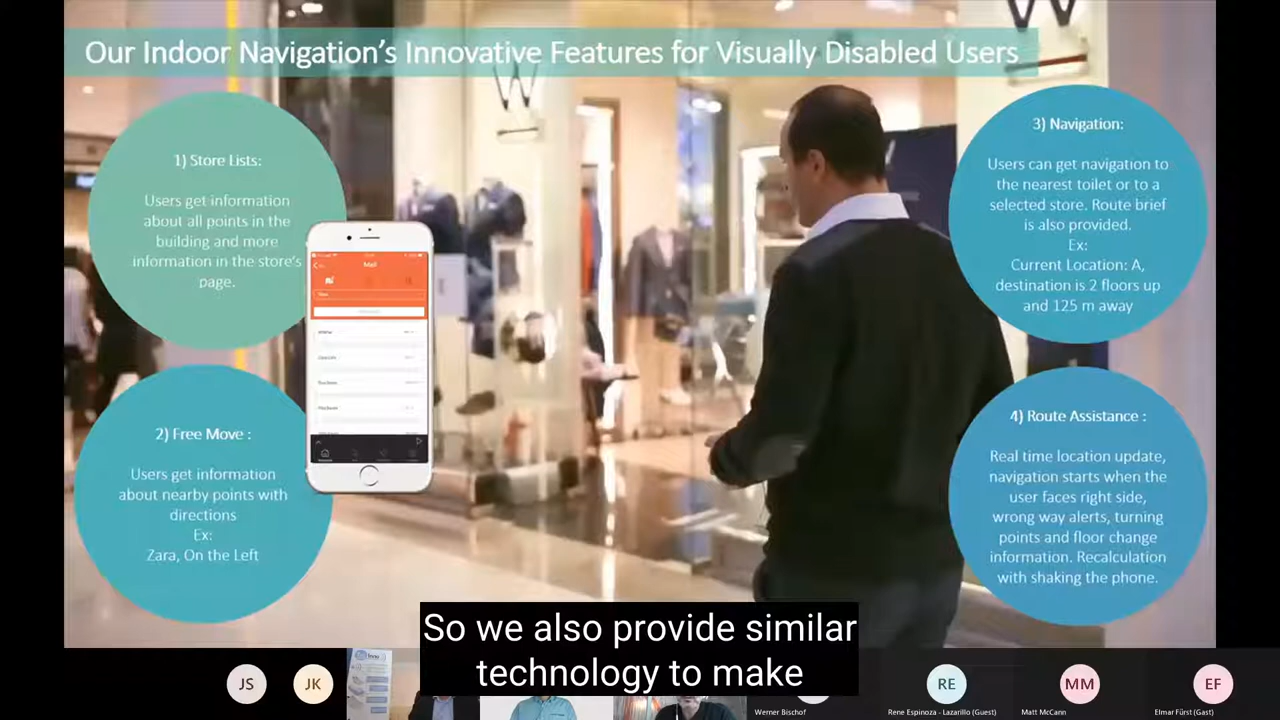 Our Indoor Navigation's Innovative Features for Visually Disabled Users
1) Store Lists:
Users get information
about all points in the
building and more
information in the store's
page.
2) Free Move :
Users get information
about nearby points with
directions
Ex:
Zara, On the Left
Mall
3) Navigation:
Users can get navigation to
the nearest toilet or to a
selected store. Route brief
is also provided.
Ex:
Current Location: A,
destination is 2 floors up
and 125 m away
4) Route Assistance :
Real time location update,
navigation starts when the
user faces right side,
wrong way alerts, turning
points and floor change
information. Recalculation
with shaking the phone.
So we also provide similar
technology to make
JS
JK
RE
MM
EF
Werner Bischof
Rene Espinoza - Lazarillo (Guest)
Matt McCann
Elmar Fürst (Gast)